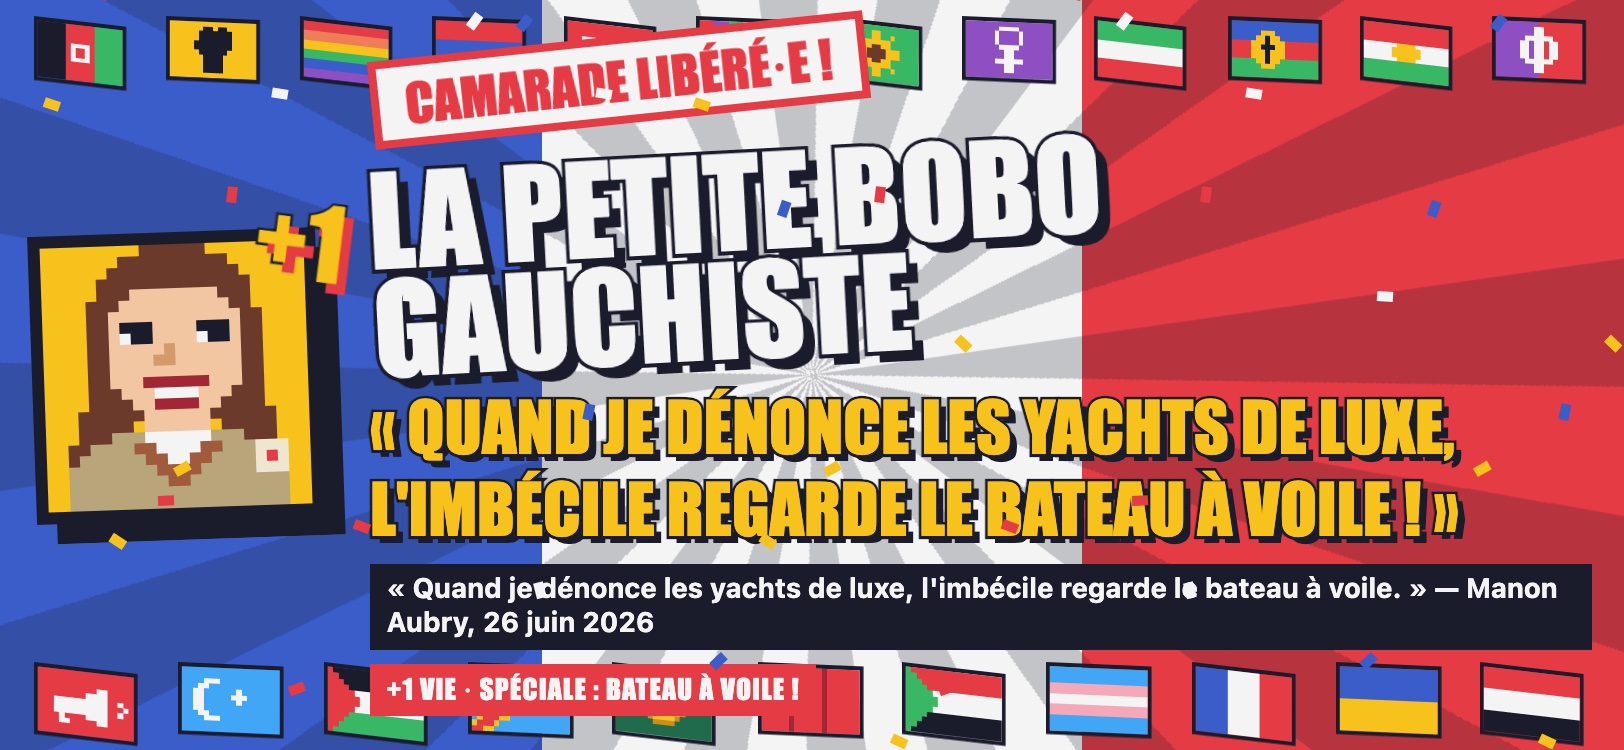 CAMARADE LIBÉRÉ·E !
+1
LA PETITE BOBO
GAUCHISTE
« QUAND JE DÉNONCE LES YACHTS DE LUXE,
L'IMBÉCILE REGARDE LE BATEAU À VOILE ! »
« Quand je dénonce les yachts de luxe, l'imbécile regarde le bateau à voile. » — Manon
Aubry, 26 juin 2026
+1 VIE · SPÉCIALE : BATEAU À VOILE !